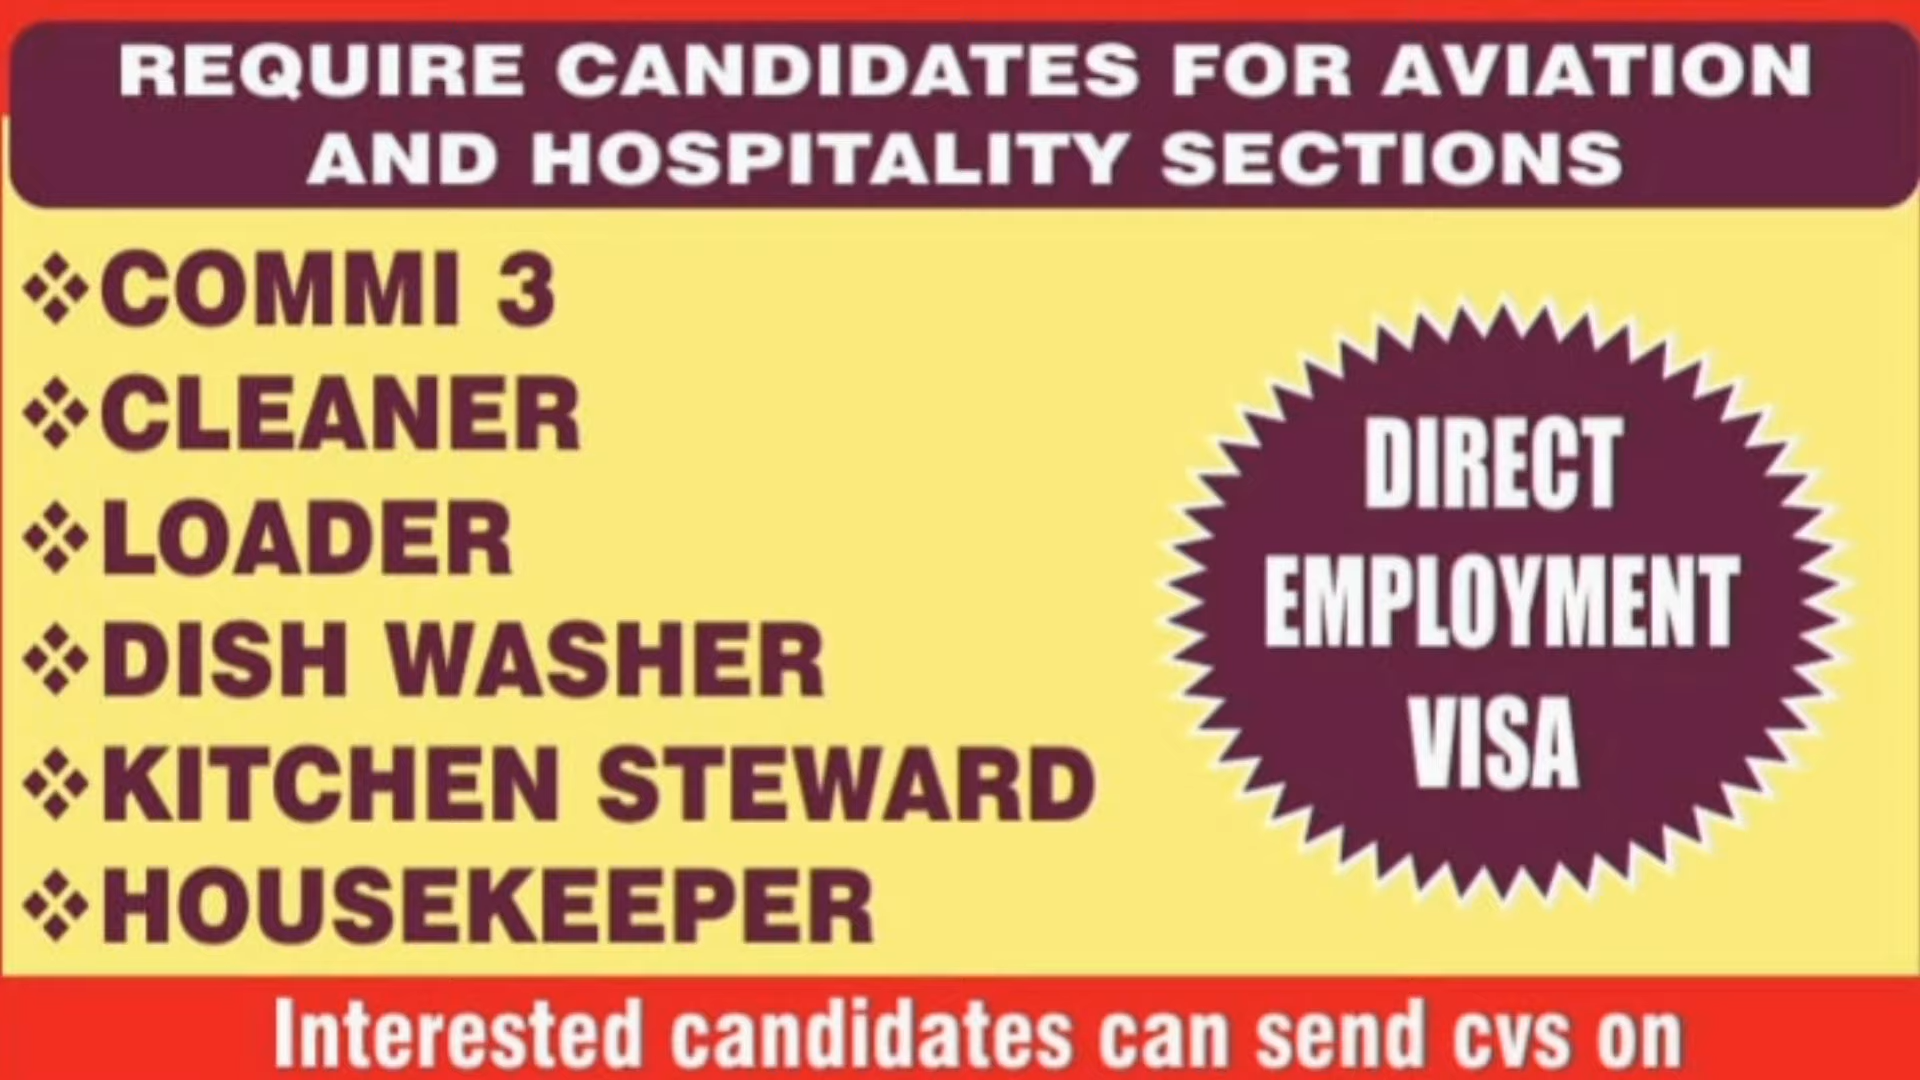 REQUIRE CANDIDATES FOR AVIATION
AND HOSPITALITY SECTIONS
COMMI 3
CLEANER
LOADER
DISH WASHER
KITCHEN STEWARD
HOUSEKEEPER
DIRECT
EMPLOYMENT
VISA
Interested candidates can send cvs on